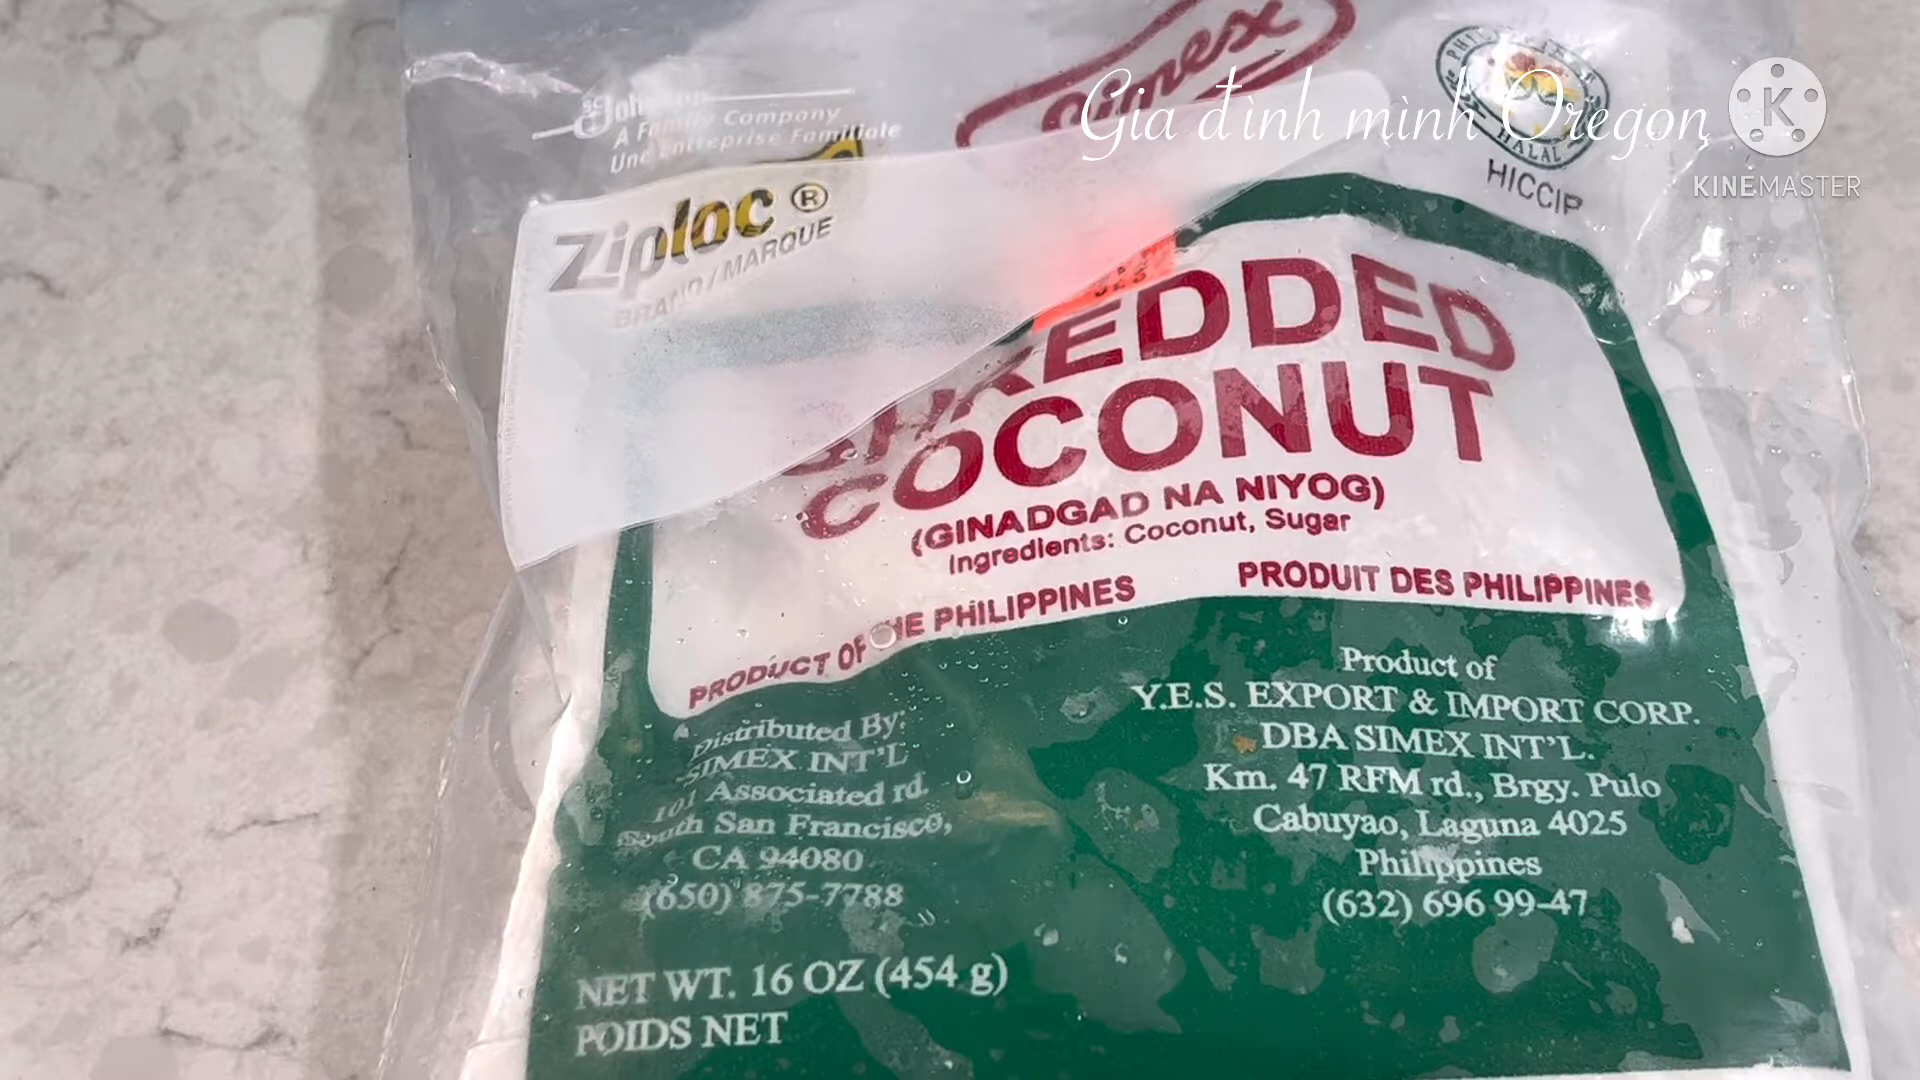 Simex
Gia đình mình Oregon
K
KINEMASTER
HALAL
HICCIP
A Family Company
Une Entreprise Familiale
Ziploc ®
BRAND / MARQUE
SHREDDED
COCONUT
(GINADGAD NA NIYOG)
Ingredients: Coconut, Sugar
PRODUCT OF THE PHILIPPINES
PRODUIT DES PHILIPPINES
Distributed By:
SIMEX INT'L
101 Associated rd.
South San Francisco,
CA 94080
(650) 875-7788
NET WT. 16 OZ (454 g)
POIDS NET
Product of
Y.E.S. EXPORT & IMPORT CORP.
DBA SIMEX INT'L.
Km. 47 RFM rd., Brgy. Pulo
Cabuyao, Laguna 4025
Philippines
(632) 696 99-47